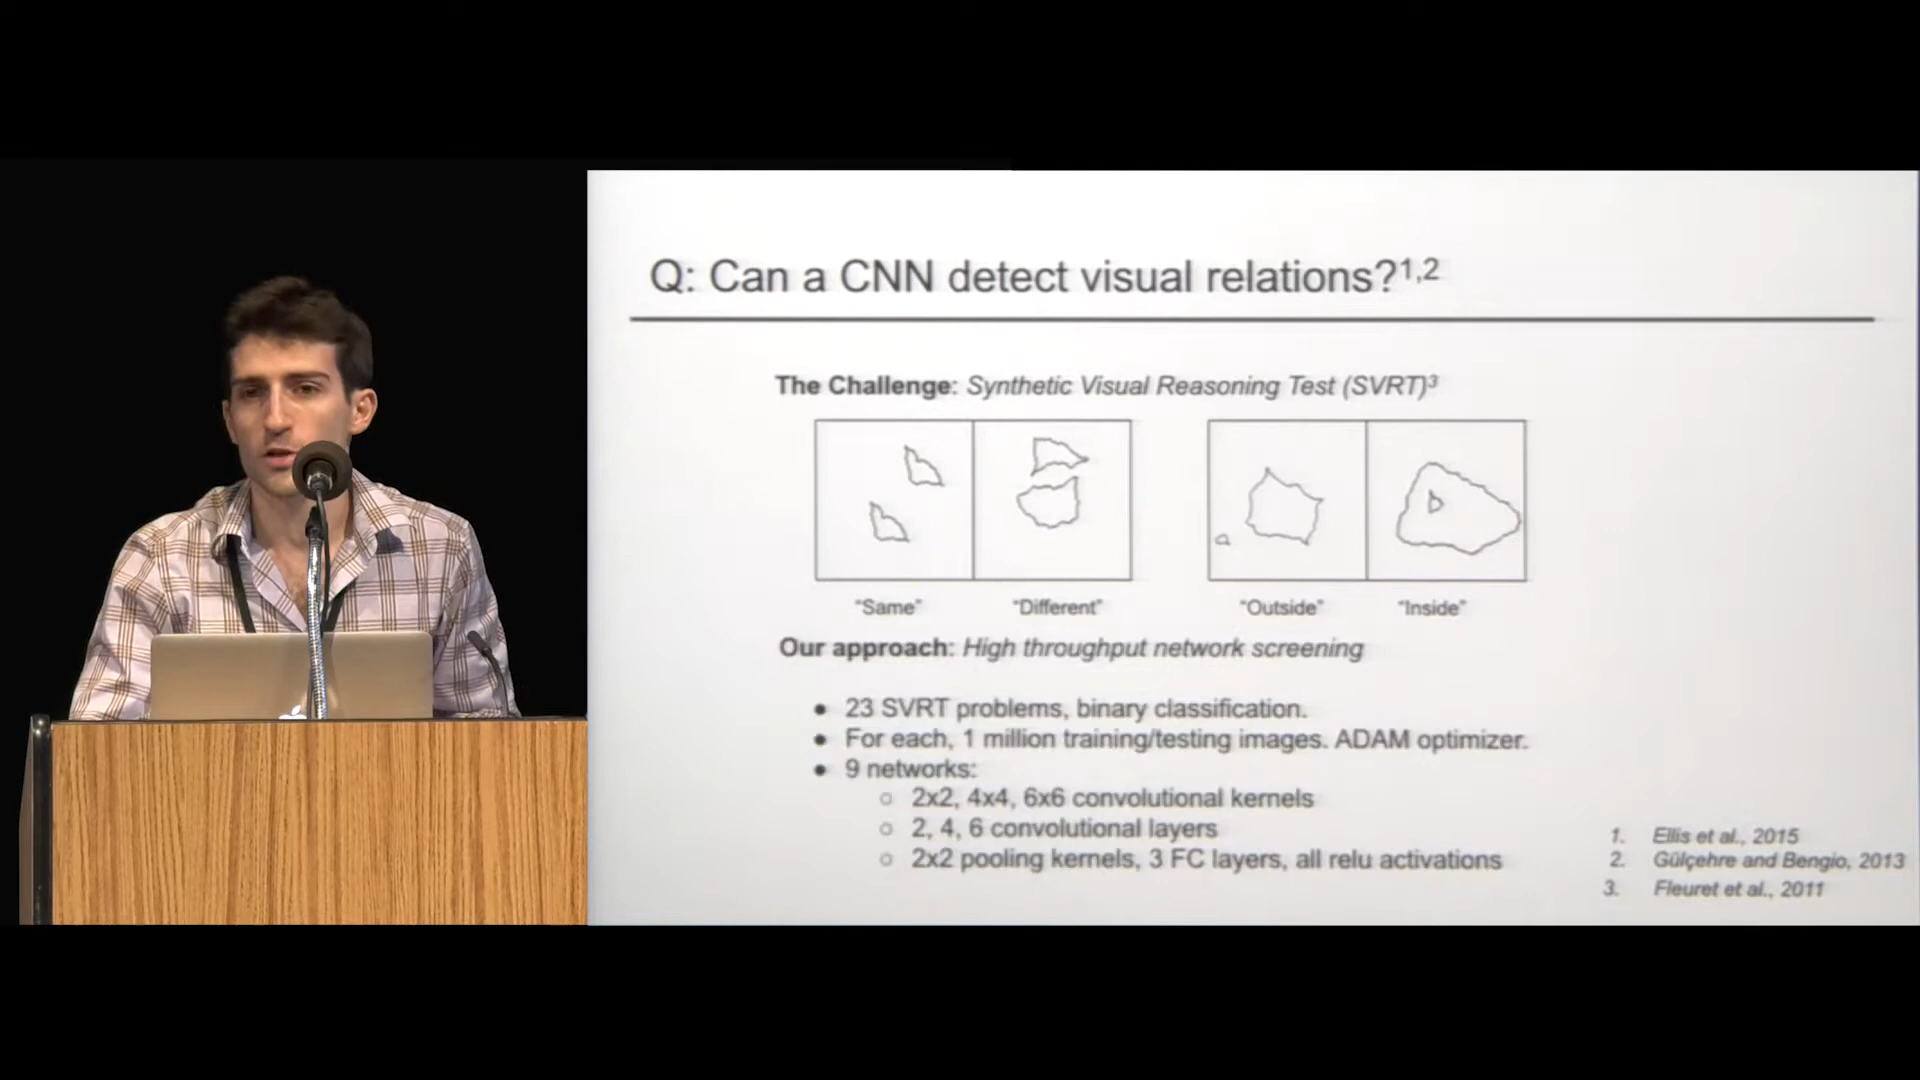 Q: Can a CNN detect visual relations?1,2
The Challenge: Synthetic Visual Reasoning Test (SVRT)3
"Same" "Different" "Outside" "Inside"
Our approach: High throughput network screening
● 23 SVRT problems, binary classification.
● For each, 1 million training/testing images. ADAM optimizer.
● 9 networks:
○ 2x2, 4x4, 6x6 convolutional kernels
○ 2, 4, 6 convolutional layers
○ 2x2 pooling kernels, 3 FC layers, all relu activations
1. Ellis et al., 2015
2. Gülçehre and Bengio, 2013
3. Fleuret et al., 2011